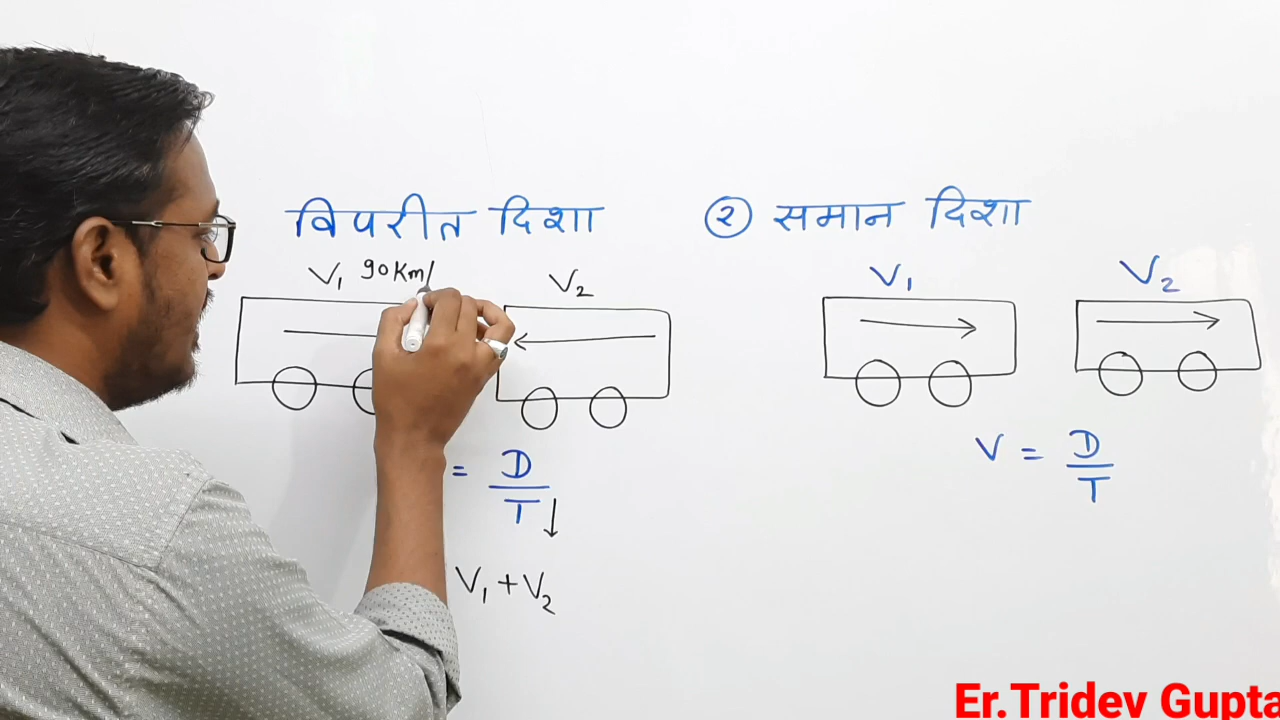 विपरीत दिशा
V₁ 90Km/
V₂
= D/T ↓
V₁ + V₂
② समान दिशा
V₁
V₂
V = D/T
Er.Tridev Gupta